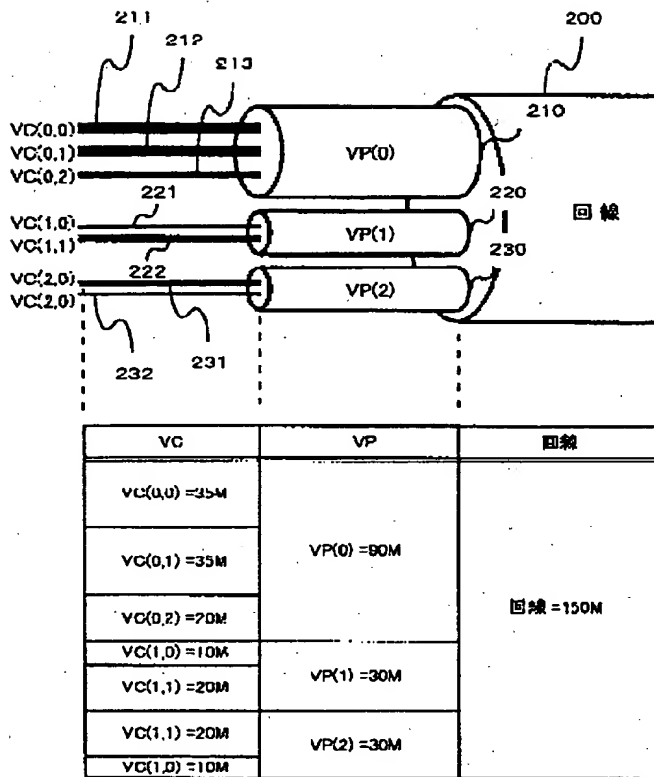 211
212
213
200
VC(0,0)
VC(0,1)
VC(0,2)
VP(0)
210
221
VC(1,0)
VC(1,1)
222
VP(1)
220
回線
VC(2,0)
VC(2,0)
VP(2)
230
232
231
VC VP 回線
VC(0,0) =35M
VC(0,1) =35M
VP(0) =90M
VC(0,2) =20M
回線 =150M
VC(1,0) =10M
VC(1,1) =20M
VP(1) =30M
VC(1,1) =20M
VP(2) =30M
VC(1,0) =10M